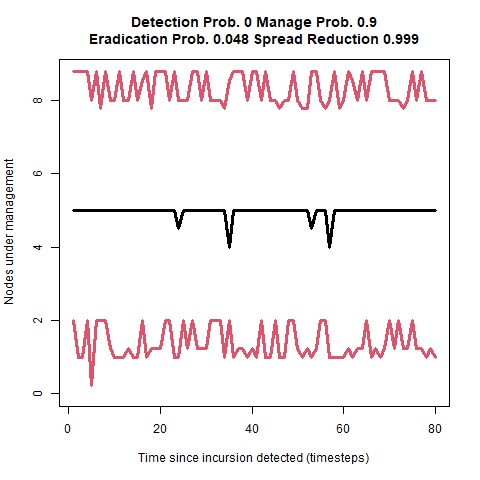 Detection Prob. 0 Manage Prob. 0.9
Eradication Prob. 0.048 Spread Reduction 0.999
Nodes under management
8
6
4
2
0
0 20 40 60 80
Time since incursion detected (timesteps)